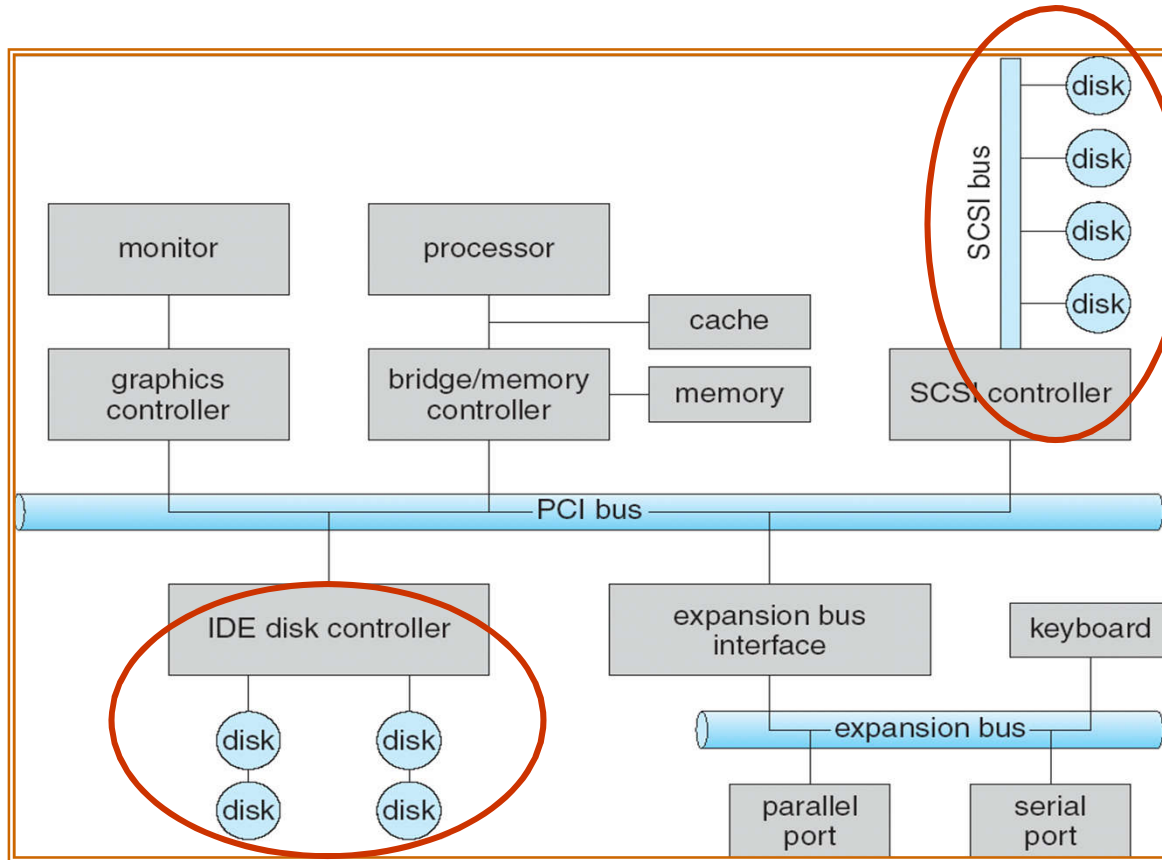 disk
disk
SCSI bus
disk
disk
monitor
processor
cache
graphics
controller
bridge/memory
controller
memory
SCSI controller
PCI bus
IDE disk controller
expansion bus
interface
keyboard
disk
disk
expansion bus
disk
disk
parallel
port
serial
port